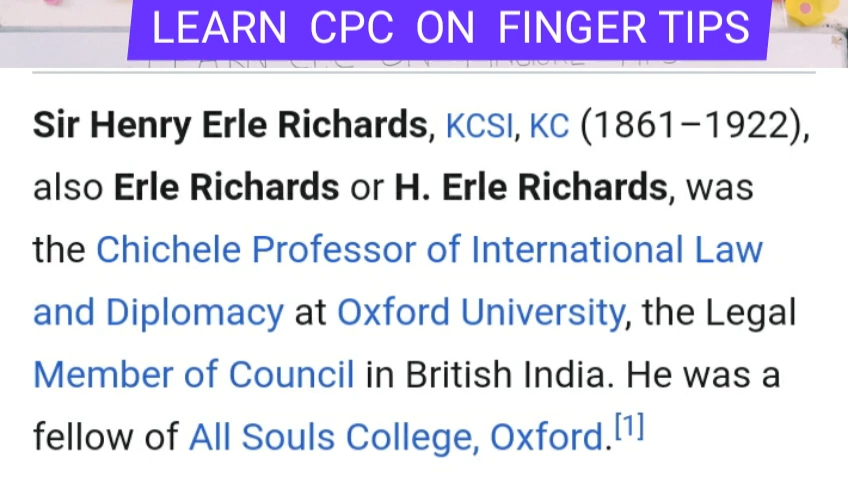 LEARN CPC ON FINGER TIPS
Sir Henry Erle Richards, KCSI, KC (1861–1922),
also Erle Richards or H. Erle Richards, was
the Chichele Professor of International Law
and Diplomacy at Oxford University, the Legal
Member of Council in British India. He was a
fellow of All Souls College, Oxford.[1]